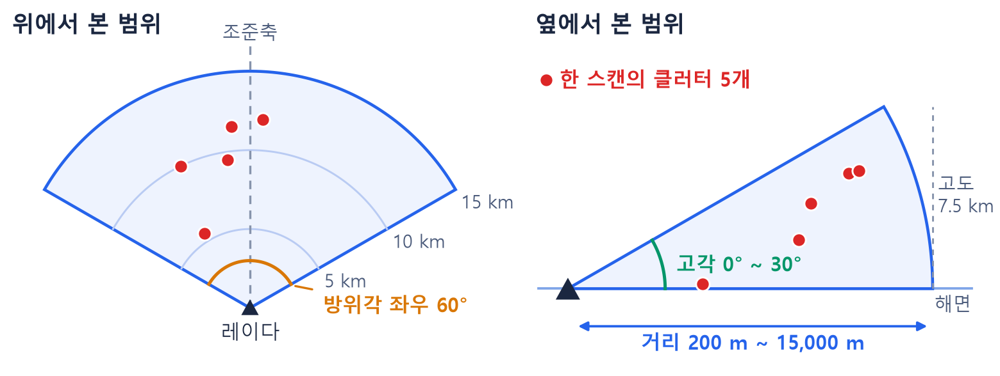 위에서 본 범위
조준축
15 km
10 km
5 km
방위각 좌우 60°
레이다
옆에서 본 범위
한 스캔의 클러터 5개
고도
7.5 km
고각 0° ~ 30°
해면
거리 200 m ~ 15,000 m